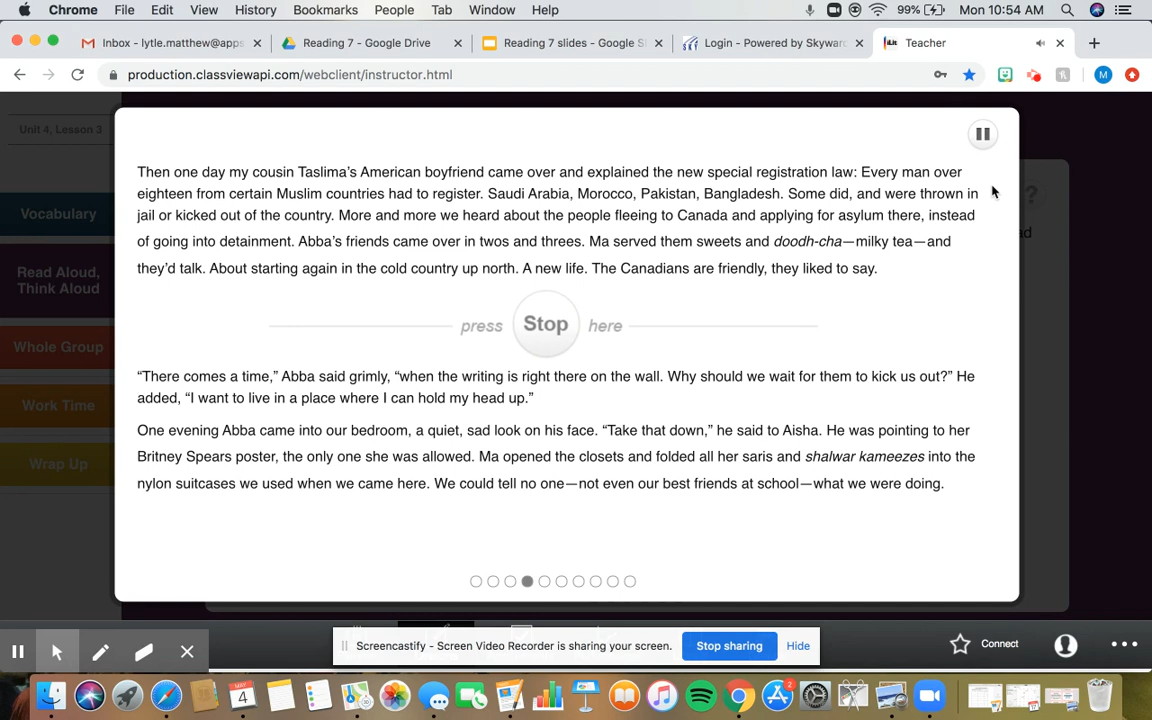 Chrome File Edit View History Bookmarks People Tab Window Help 99% Mon 10:54 AM
Inbox - lytle.matthew@apps Reading 7 - Google Drive Reading 7 slides - Google Sl Login - Powered by Skyward Teacher
production.classviewapi.com/webclient/instructor.html M
Unit 4, Lesson 3
Vocabulary
Read Aloud,
Think Aloud
Whole Group
Work Time
Wrap Up
Then one day my cousin Taslima's American boyfriend came over and explained the new special registration law: Every man over
eighteen from certain Muslim countries had to register. Saudi Arabia, Morocco, Pakistan, Bangladesh. Some did, and were thrown in
jail or kicked out of the country. More and more we heard about the people fleeing to Canada and applying for asylum there, instead
of going into detainment. Abba's friends came over in twos and threes. Ma served them sweets and doodh-cha—milky tea—and
they'd talk. About starting again in the cold country up north. A new life. The Canadians are friendly, they liked to say.
press Stop here
“There comes a time,” Abba said grimly, “when the writing is right there on the wall. Why should we wait for them to kick us out?” He
added, “I want to live in a place where I can hold my head up.”
One evening Abba came into our bedroom, a quiet, sad look on his face. “Take that down,” he said to Aisha. He was pointing to her
Britney Spears poster, the only one she was allowed. Ma opened the closets and folded all her saris and shalwar kameezes into the
nylon suitcases we used when we came here. We could tell no one—not even our best friends at school—what we were doing.
Screencastify - Screen Video Recorder is sharing your screen. Stop sharing Hide
Connect
MAY 4
2